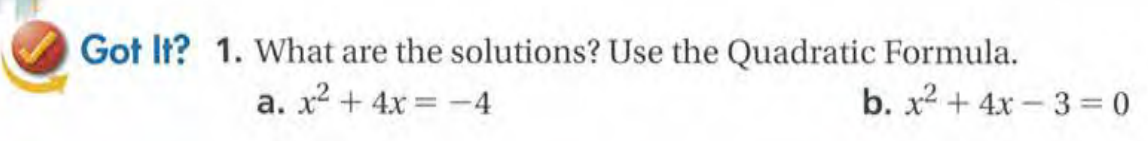 Got It? 1. What are the solutions? Use the Quadratic Formula.
a. x² + 4x = −4 b. x² + 4x − 3 = 0